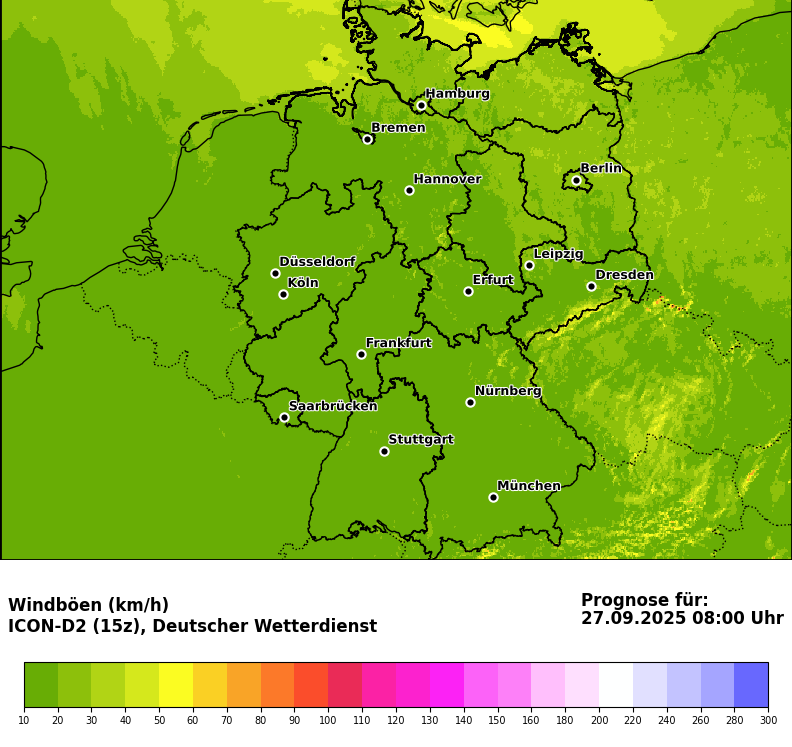 Hamburg
Bremen
Berlin
Hannover
Düsseldorf
Leipzig
Köln
Erfurt
Dresden
Frankfurt
Nürnberg
Saarbrücken
Stuttgart
München
Windböen (km/h)
ICON-D2 (15z), Deutscher Wetterdienst
Prognose für:
27.09.2025 08:00 Uhr
10 20 30 40 50 60 70 80 90 100 110 120 130 140 150 160 180 200 220 240 260 280 300